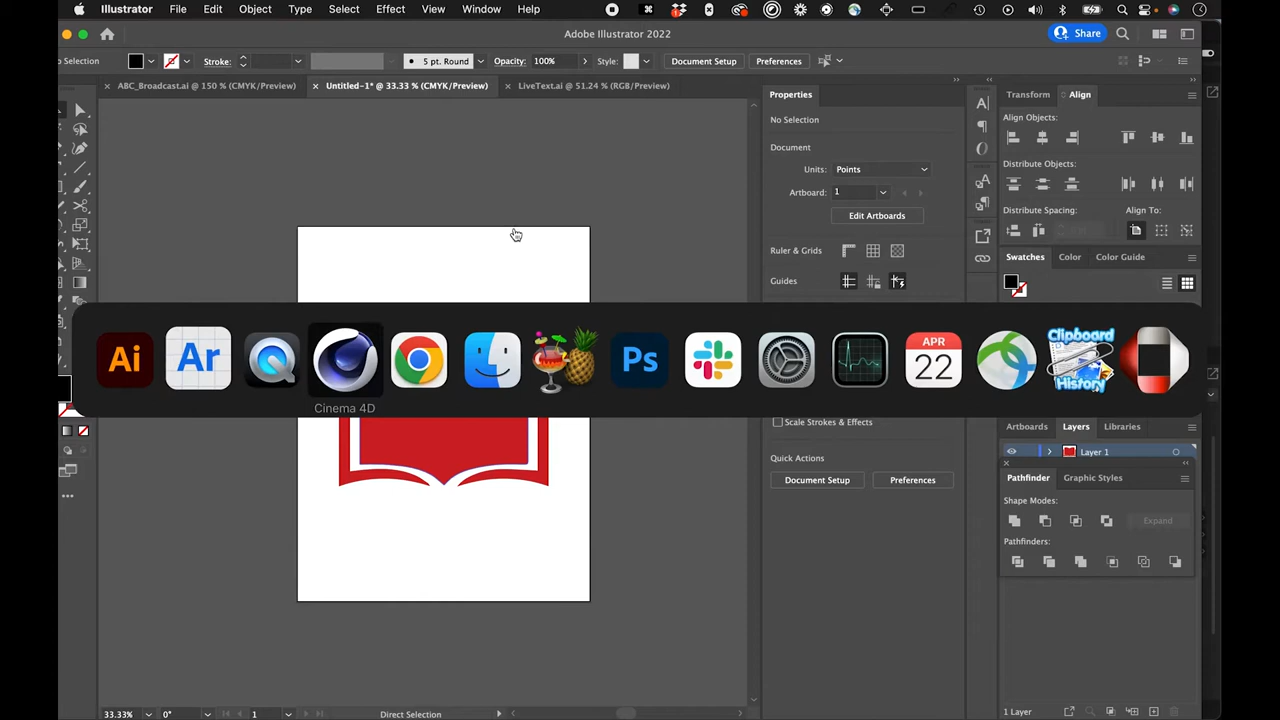 Illustrator File Edit Object Type Select Effect View Window Help
Adobe Illustrator 2022
Share
Selection
Stroke:
5 pt. Round
Opacity: 100%
Style:
Document Setup
Preferences
ABC_Broadcast.ai @ 150 % (CMYK/Preview)
Untitled-1* @ 33.33 % (CMYK/Preview)
LiveText.ai @ 51.24 % (RGB/Preview)
Properties
No Selection
Document
Units: Points
Artboard: 1
Edit Artboards
Ruler & Grids
Guides
Transform
Align
Align Objects:
Distribute Objects:
Distribute Spacing:
Align To:
Swatches
Color
Color Guide
Ai
Ar
Ps
APR
22
Clipboard
History
Cinema 4D
Scale Strokes & Effects
Quick Actions
Document Setup
Preferences
Artboards
Layers
Libraries
Layer 1
Pathfinder
Graphic Styles
Shape Modes:
Expand
Pathfinders:
33.33%
0°
1
Direct Selection
1 Layer